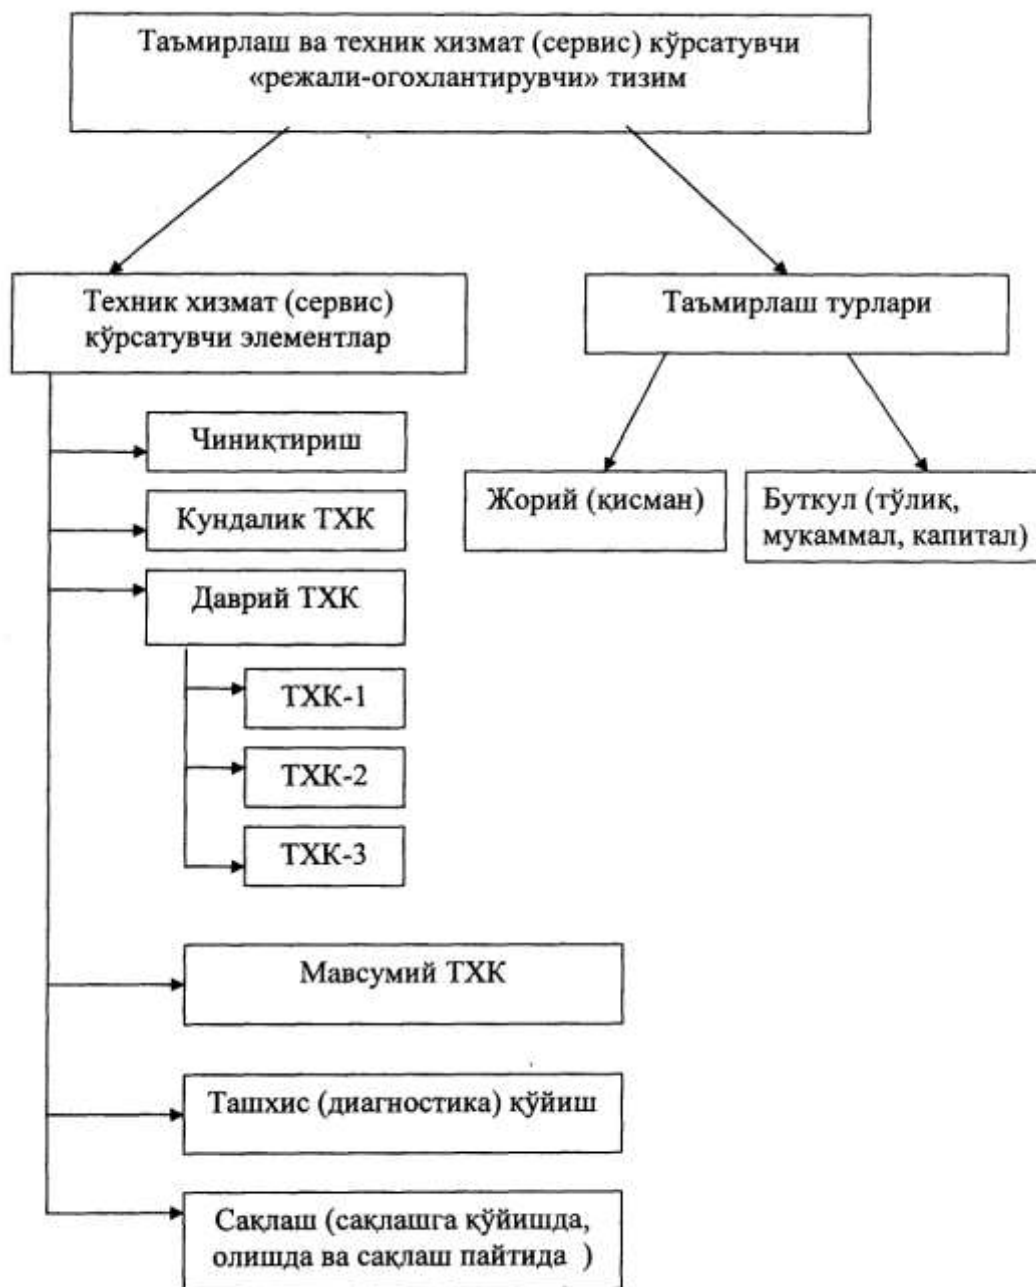 Таъмирлаш ва техник хизмат (сервис) кўрсатувчи
«режали-огохлантирувчи» тизим
Техник хизмат (сервис)
кўрсатувчи элементлар
Таъмирлаш турлари
Чиниқтириш
Кундалик ТХК
Даврий ТХК
ТХК-1
ТХК-2
ТХК-3
Жорий (қисман)
Буткул (тўлиқ,
мукаммал, капитал)
Мавсумий ТХК
Ташхис (диагностика) қўйиш
Сақлаш (сақлашга қўйишда,
олишда ва сақлаш пайтида )